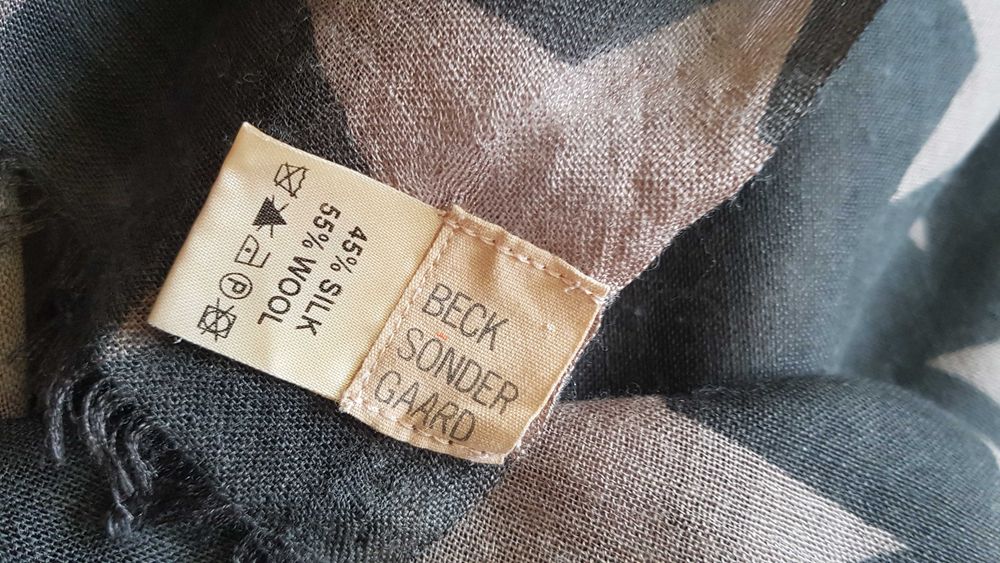 45% SILK
55% WOOL
P
BECK
SONDER
GAARD